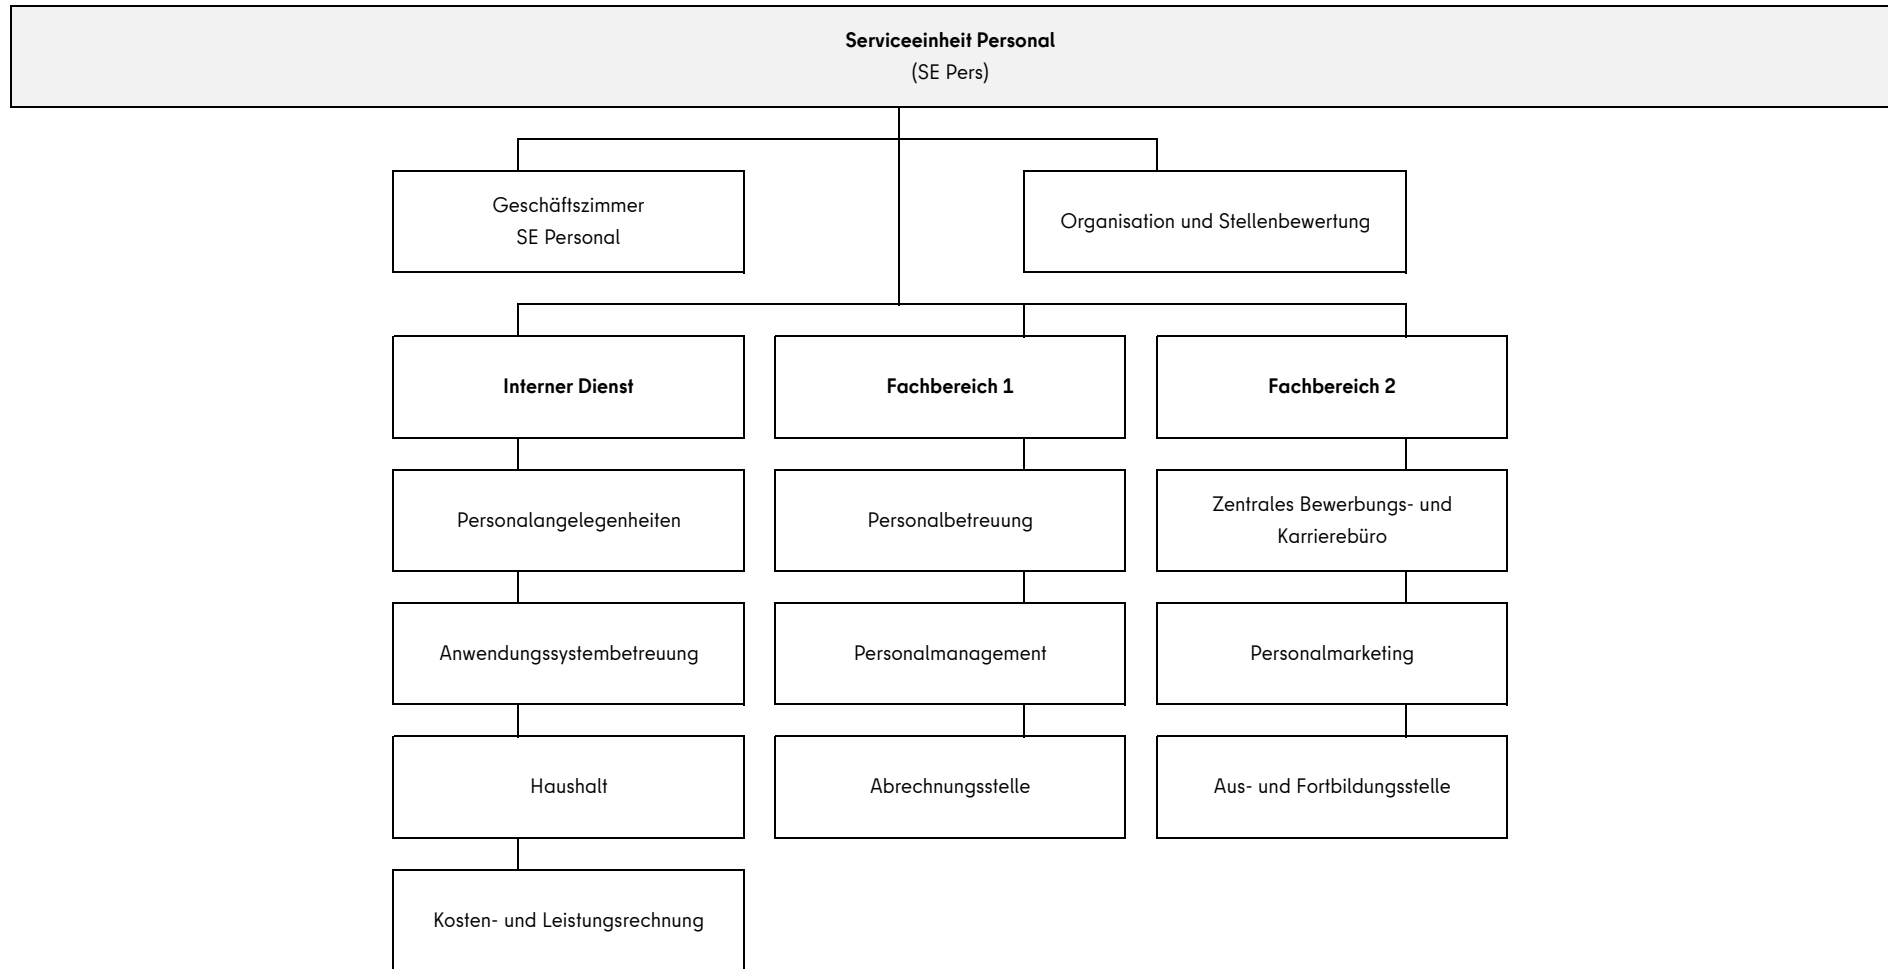 Serviceeinheit Personal
(SE Pers)
Geschäftszimmer
SE Personal
Organisation und Stellenbewertung
Interner Dienst
Fachbereich 1
Fachbereich 2
Personalangelegenheiten
Personalbetreuung
Zentrales Bewerbungs- und
Karrierebüro
Anwendungssystembetreuung
Personalmanagement
Personalmarketing
Haushalt
Abrechnungsstelle
Aus- und Fortbildungsstelle
Kosten- und Leistungsrechnung